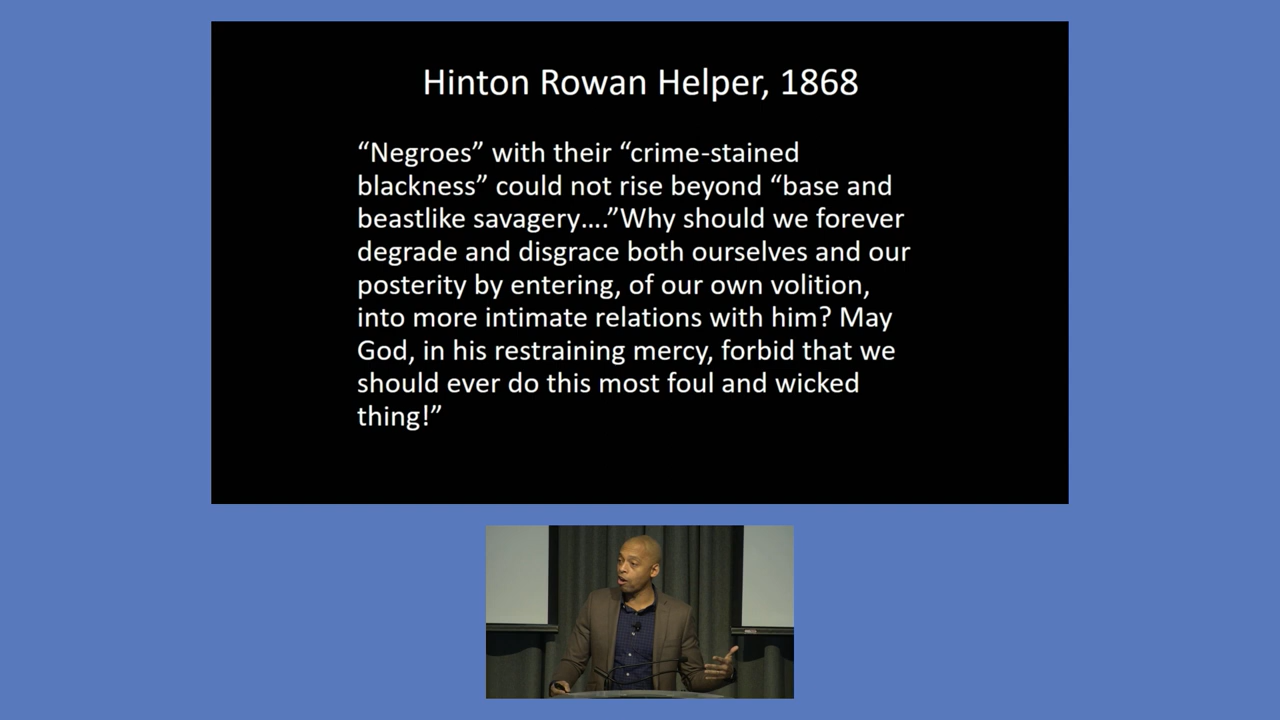 Hinton Rowan Helper, 1868
“Negroes” with their “crime-stained
blackness” could not rise beyond “base and
beastlike savagery....”Why should we forever
degrade and disgrace both ourselves and our
posterity by entering, of our own volition,
into more intimate relations with him? May
God, in his restraining mercy, forbid that we
should ever do this most foul and wicked
thing!”